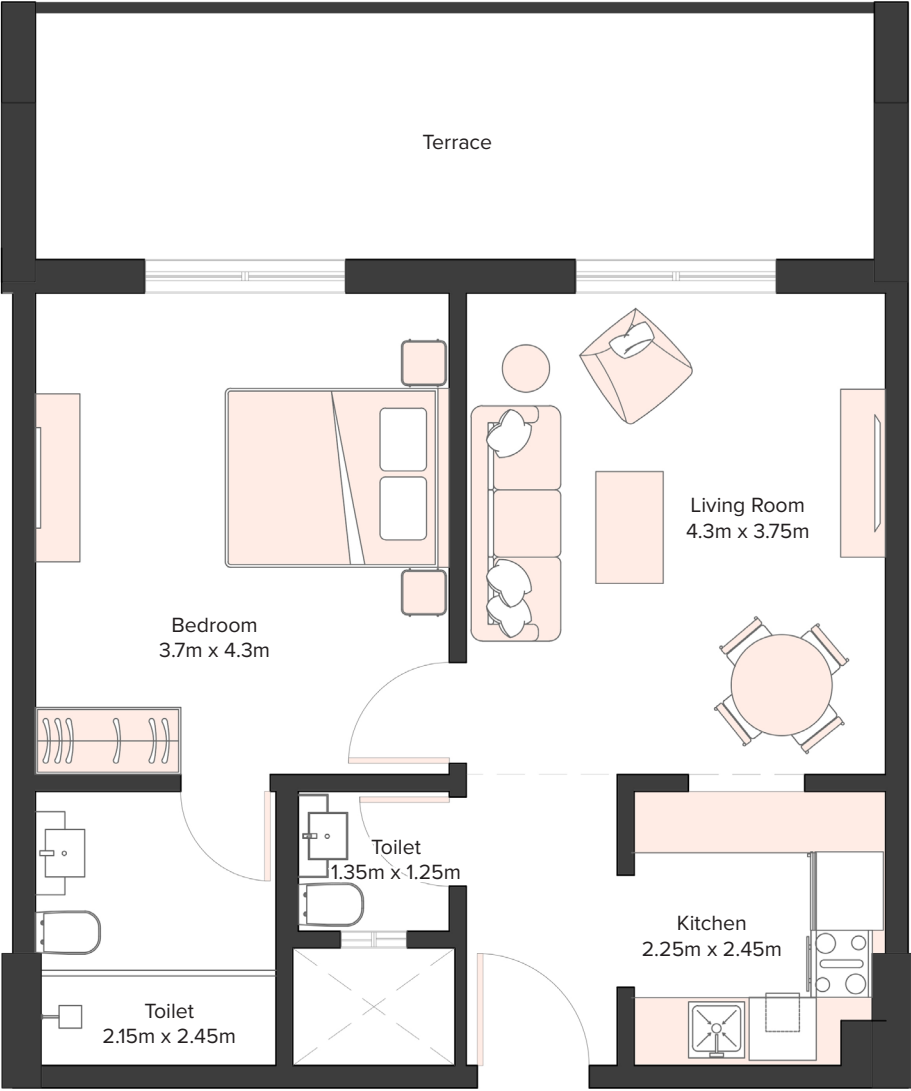 Terrace
Living Room
4.3m x 3.75m
Bedroom
3.7m x 4.3m
Toilet
1.35m x 1.25m
Kitchen
2.25m x 2.45m
Toilet
2.15m x 2.45m